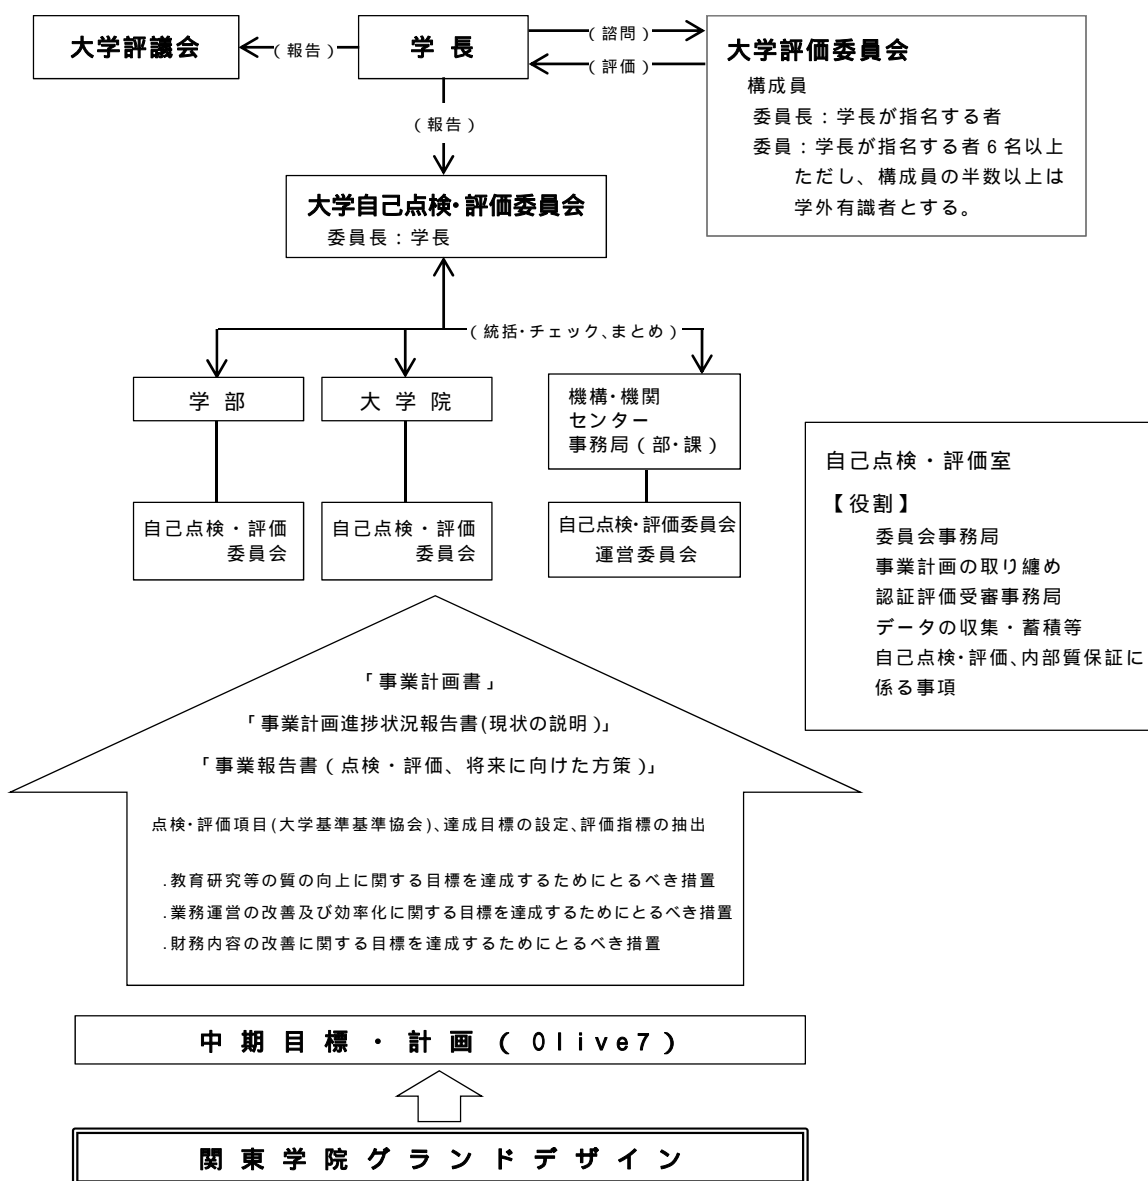 大学評議会
(報告)
学長
(諮問)
(評価)
大学評価委員会
構成員
委員長：学長が指名する者
委員：学長が指名する者6名以上
ただし、構成員の半数以上は
学外有識者とする。
(報告)
大学自己点検・評価委員会
委員長：学長
(統括・チェック、まとめ)
学部
大学院
機構・機関
センター
事務局(部・課)
自己点検・評価
委員会
自己点検・評価
委員会
自己点検・評価委員会
運営委員会
自己点検・評価室
【役割】
委員会事務局
事業計画の取り纏め
認証評価受審事務局
データの収集・蓄積等
自己点検・評価、内部質保証に
係る事項
「事業計画書」
「事業計画進捗状況報告書(現状の説明)」
「事業報告書(点検・評価、将来に向けた方策)」
点検・評価項目(大学基準基準協会)、達成目標の設定、評価指標の抽出
.教育研究等の質の向上に関する目標を達成するためにとるべき措置
.業務運営の改善及び効率化に関する目標を達成するためにとるべき措置
.財務内容の改善に関する目標を達成するためにとるべき措置
中期目標・計画(Olive7)
関東学院グランドデザイン